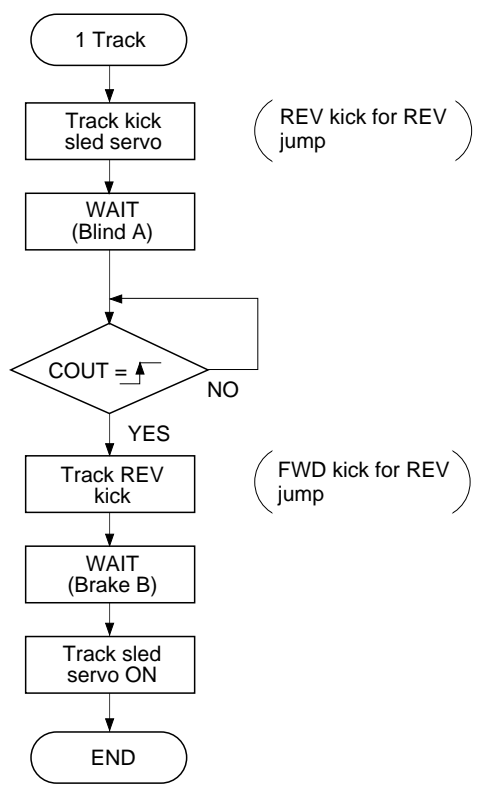 1 Track
Track kick
sled servo
REV kick for REV
jump
WAIT
(Blind A)
COUT =
NO
YES
Track REV
kick
FWD kick for REV
jump
WAIT
(Brake B)
Track sled
servo ON
END